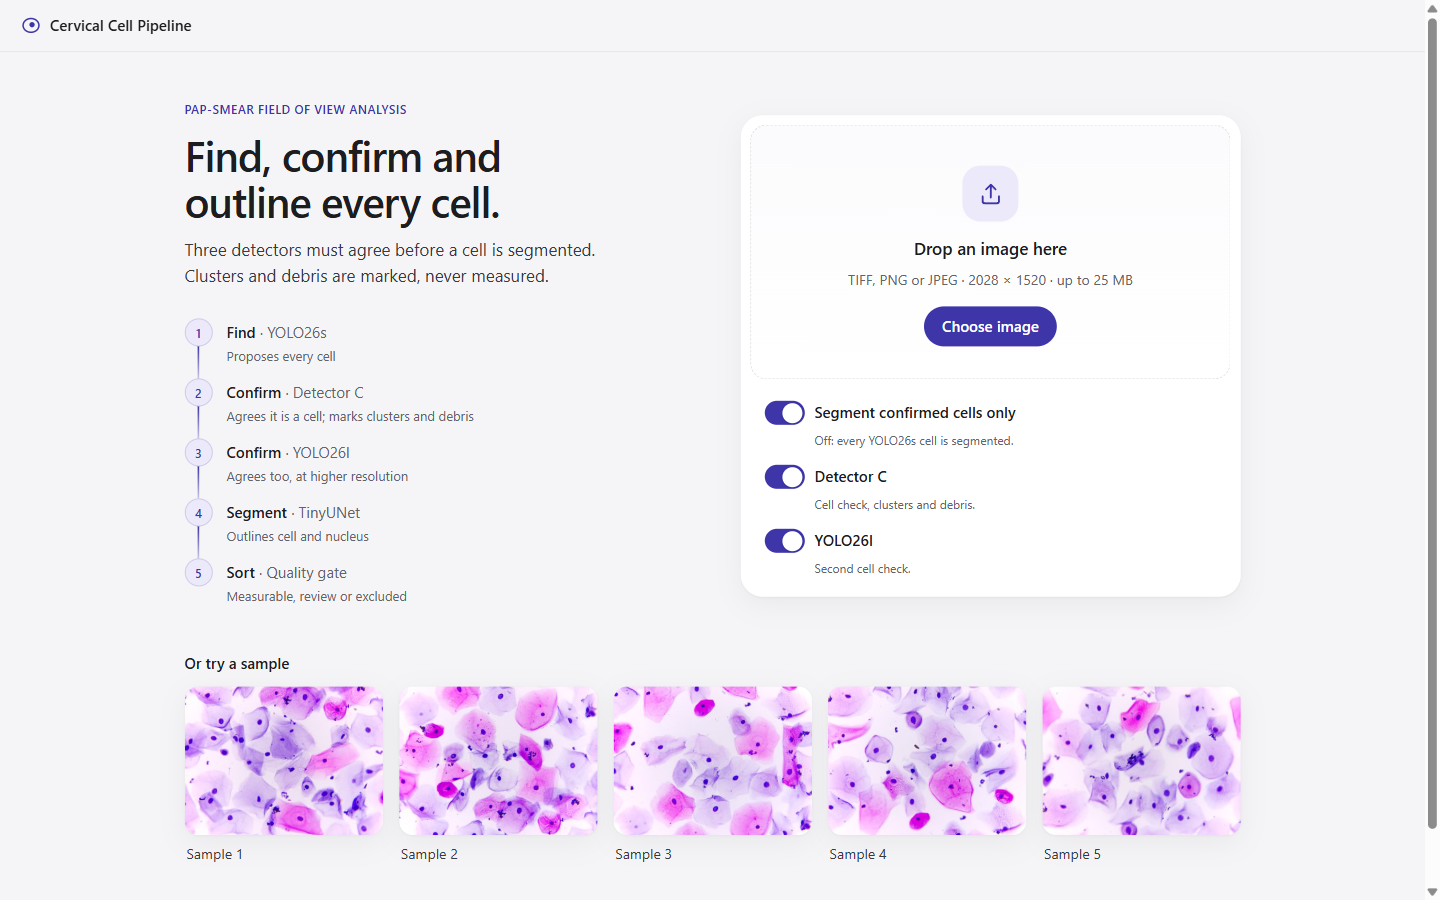 Cervical Cell Pipeline
PAP-SMEAR FIELD OF VIEW ANALYSIS
Find, confirm and
outline every cell.
Three detectors must agree before a cell is segmented.
Clusters and debris are marked, never measured.
1
Find · YOLO26s
Proposes every cell
2
Confirm · Detector C
Agrees it is a cell; marks clusters and debris
3
Confirm · YOLO26l
Agrees too, at higher resolution
4
Segment · TinyUNet
Outlines cell and nucleus
5
Sort · Quality gate
Measurable, review or excluded
Drop an image here
TIFF, PNG or JPEG · 2028 × 1520 · up to 25 MB
Choose image
Segment confirmed cells only
Off: every YOLO26s cell is segmented.
Detector C
Cell check, clusters and debris.
YOLO26l
Second cell check.
Or try a sample
Sample 1
Sample 2
Sample 3
Sample 4
Sample 5